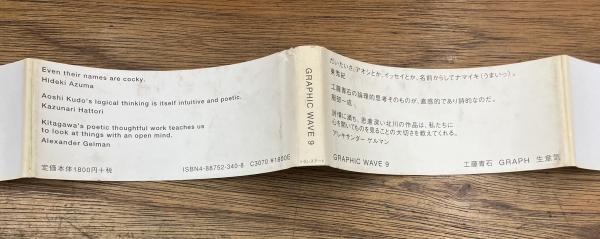 Even their names are cocky.
Hideki Azuma
Aoshi Kudo's logical thinking is itself intuitive and poetic.
Kazunari Hattori
Kitagawa's poetic thoughtful work teaches us
to look at things with an open mind.
Alexander Gelman
定価本体1800円+税
ISBN4-88752-340-8 C3070 ¥1800E
GRAPHIC WAVE 9
だいたいさ、アオシとか、イッセイとか、名前からしてナマイキ(うまいっ)。
東秀紀
工藤青石の論理的思考そのものが、直感的であり詩的なのだ。
服部一成
詩情に満ち、思慮深い北川の作品は、私たちに
心を開いてものを見ることの大切さを教えてくれる。
アレキサンダー ゲルマン
GRAPHIC WAVE 9
工藤青石 GRAPH 生意気